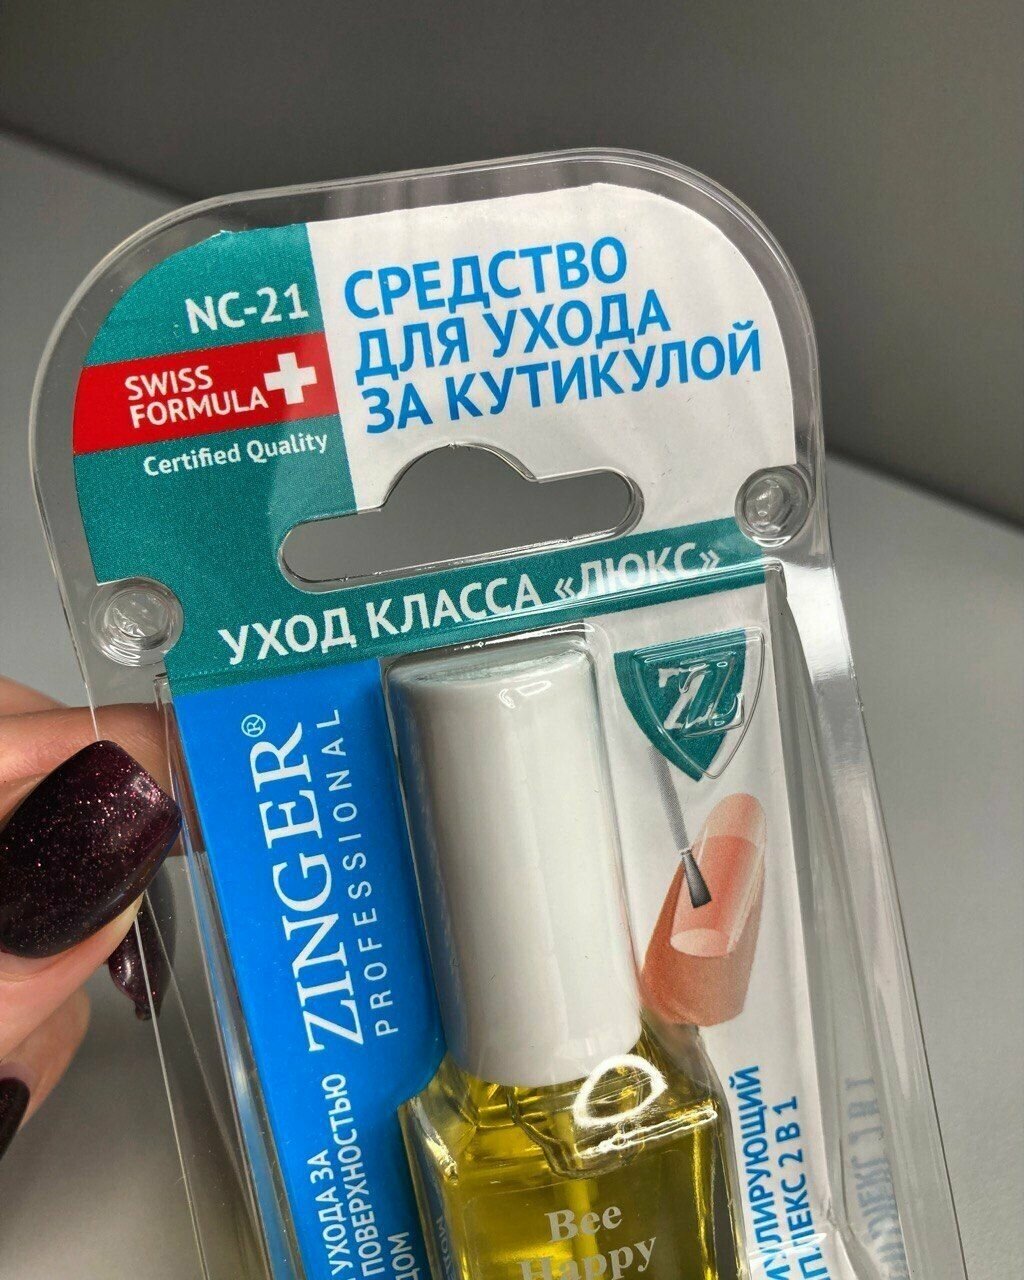 NC-21
SWISS
FORMULA
Certified Quality
СРЕДСТВО
ДЛЯ УХОДА
ЗА КУТИКУЛОЙ
УХОД КЛАССА «ЛЮКС»
ZINGER®
PROFESSIONAL
УХОДА ЗА
ПОВЕРХНОСТЬЮ
Z
Bee
Happy
2 В 1